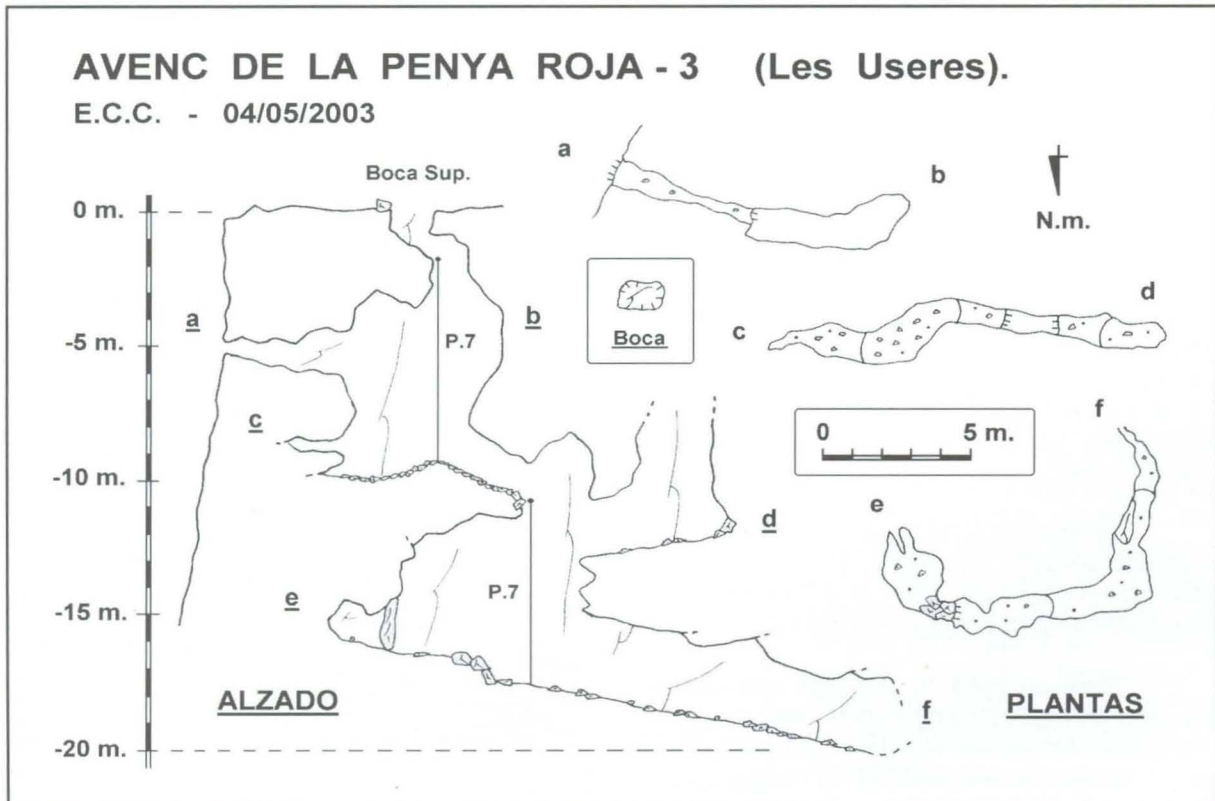 AVENC DE LA PENYA ROJA - 3 (Les Useres).
E.C.C. - 04/05/2003
Boca Sup.
0 m.
-5 m.
-10 m.
-15 m.
-20 m.
a
b
c
d
e
f
P.7
P.7
ALZADO
a
b
N.m.
Boca
c
d
0 5 m.
e
f
PLANTAS